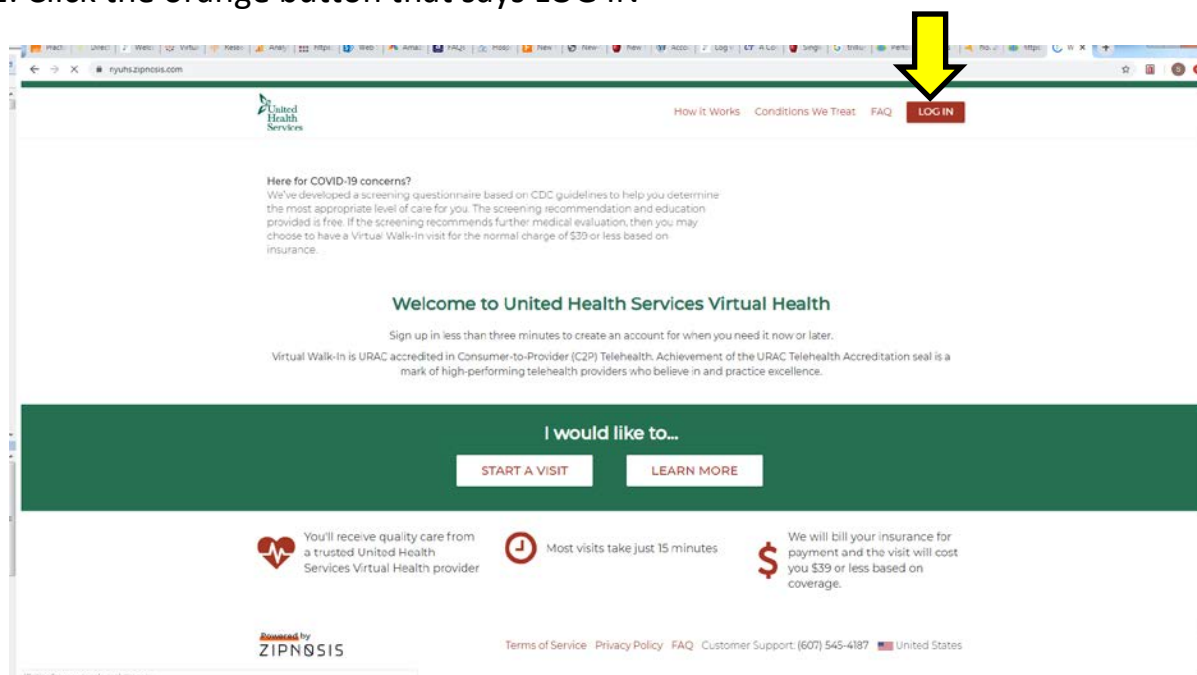 Click the orange button that says LOG IN
nyuhs.zipnosis.com
United
Health
Services
How it Works Conditions We Treat FAQ LOG IN
Here for COVID-19 concerns?
We've developed a screening questionnaire based on CDC guidelines to help you determine
the most appropriate level of care for you. The screening recommendation and education
provided is free. If the screening recommends further medical evaluation, then you may
choose to have a Virtual Walk-In visit for the normal charge of $39 or less based on
insurance.
Welcome to United Health Services Virtual Health
Sign up in less than three minutes to create an account for when you need it now or later.
Virtual Walk-In is URAC accredited in Consumer-to-Provider (C2P) Telehealth. Achievement of the URAC Telehealth Accreditation seal is a
mark of high-performing telehealth providers who believe in and practice excellence.
I would like to...
START A VISIT LEARN MORE
You'll receive quality care from
a trusted United Health
Services Virtual Health provider
Most visits take just 15 minutes
We will bill your insurance for
payment and the visit will cost
you $39 or less based on
coverage.
Powered by
ZIPNOSIS
Terms of Service Privacy Policy FAQ Customer Support: (607) 545-4187 United States